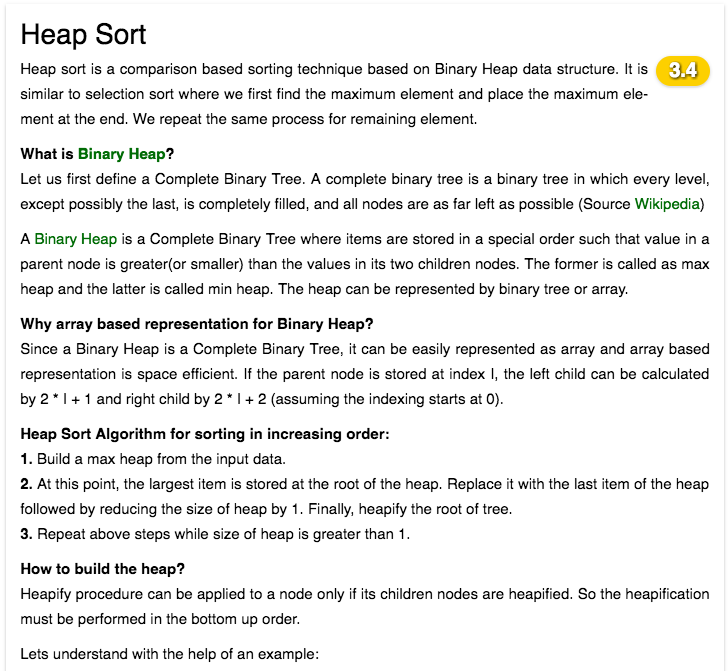 Heap Sort
Heap sort is a comparison based sorting technique based on Binary Heap data structure. It is
3.4
similar to selection sort where we first find the maximum element and place the maximum ele-
ment at the end. We repeat the same process for remaining element.
What is Binary Heap?
Let us first define a Complete Binary Tree. A complete binary tree is a binary tree in which every level,
except possibly the last, is completely filled, and all nodes are as far left as possible (Source Wikipedia)
A Binary Heap is a Complete Binary Tree where items are stored in a special order such that value in a
parent node is greater(or smaller) than the values in its two children nodes. The former is called as max
heap and the latter is called min heap. The heap can be represented by binary tree or array.
Why array based representation for Binary Heap?
Since a Binary Heap is a Complete Binary Tree, it can be easily represented as array and array based
representation is space efficient. If the parent node is stored at index I, the left child can be calculated
by 2 * I + 1 and right child by 2 * I + 2 (assuming the indexing starts at 0).
Heap Sort Algorithm for sorting in increasing order:
1. Build a max heap from the input data.
2. At this point, the largest item is stored at the root of the heap. Replace it with the last item of the heap
followed by reducing the size of heap by 1. Finally, heapify the root of tree.
3. Repeat above steps while size of heap is greater than 1.
How to build the heap?
Heapify procedure can be applied to a node only if its children nodes are heapified. So the heapification
must be performed in the bottom up order.
Lets understand with the help of an example: